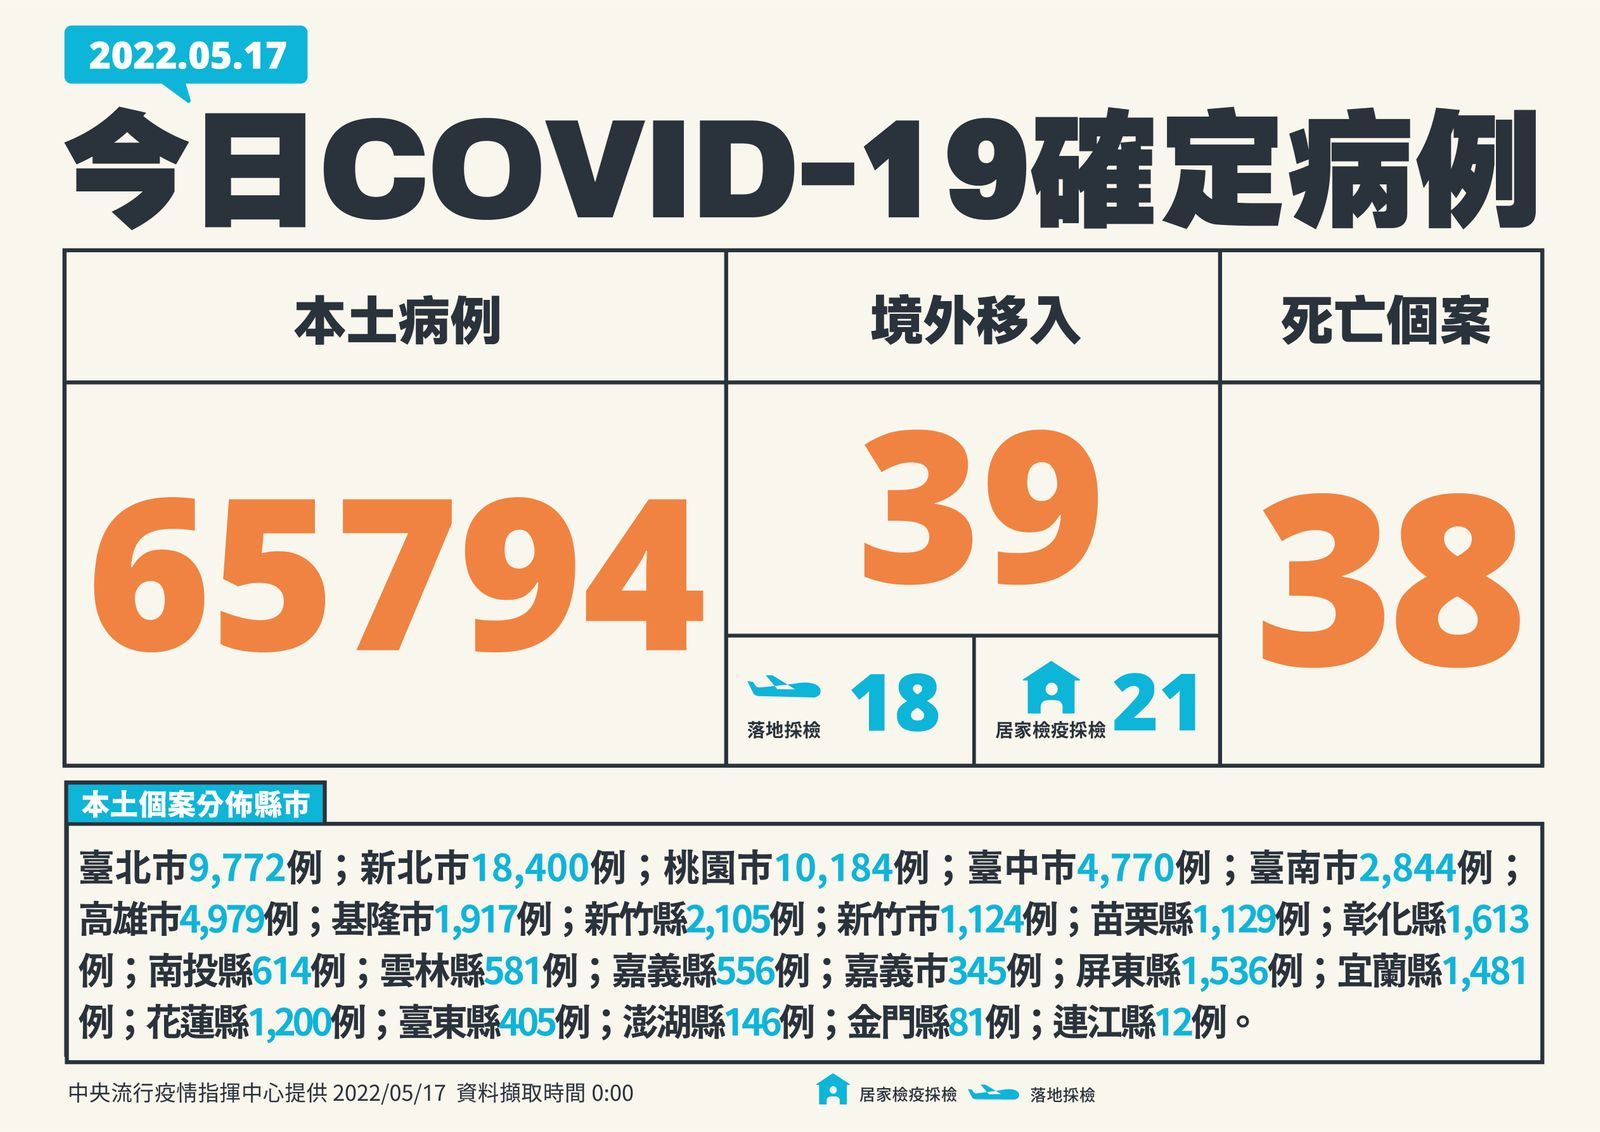 2022.05.17
今日COVID-19確定病例
本土病例
境外移入
死亡個案
65794
39
38
落地採檢 18
居家檢疫採檢 21
本土個案分佈縣市
臺北市9,772例；新北市18,400例；桃園市10,184例；臺中市4,770例；臺南市2,844例；
高雄市4,979例；基隆市1,917例；新竹縣2,105例；新竹市1,124例；苗栗縣1,129例；彰化縣1,613
例；南投縣614例；雲林縣581例；嘉義縣556例；嘉義市345例；屏東縣1,536例；宜蘭縣1,481
例；花蓮縣1,200例；臺東縣405例；澎湖縣146例；金門縣81例；連江縣12例。
中央流行疫情指揮中心提供 2022/05/17 資料擷取時間 0:00
居家檢疫採檢 落地採檢